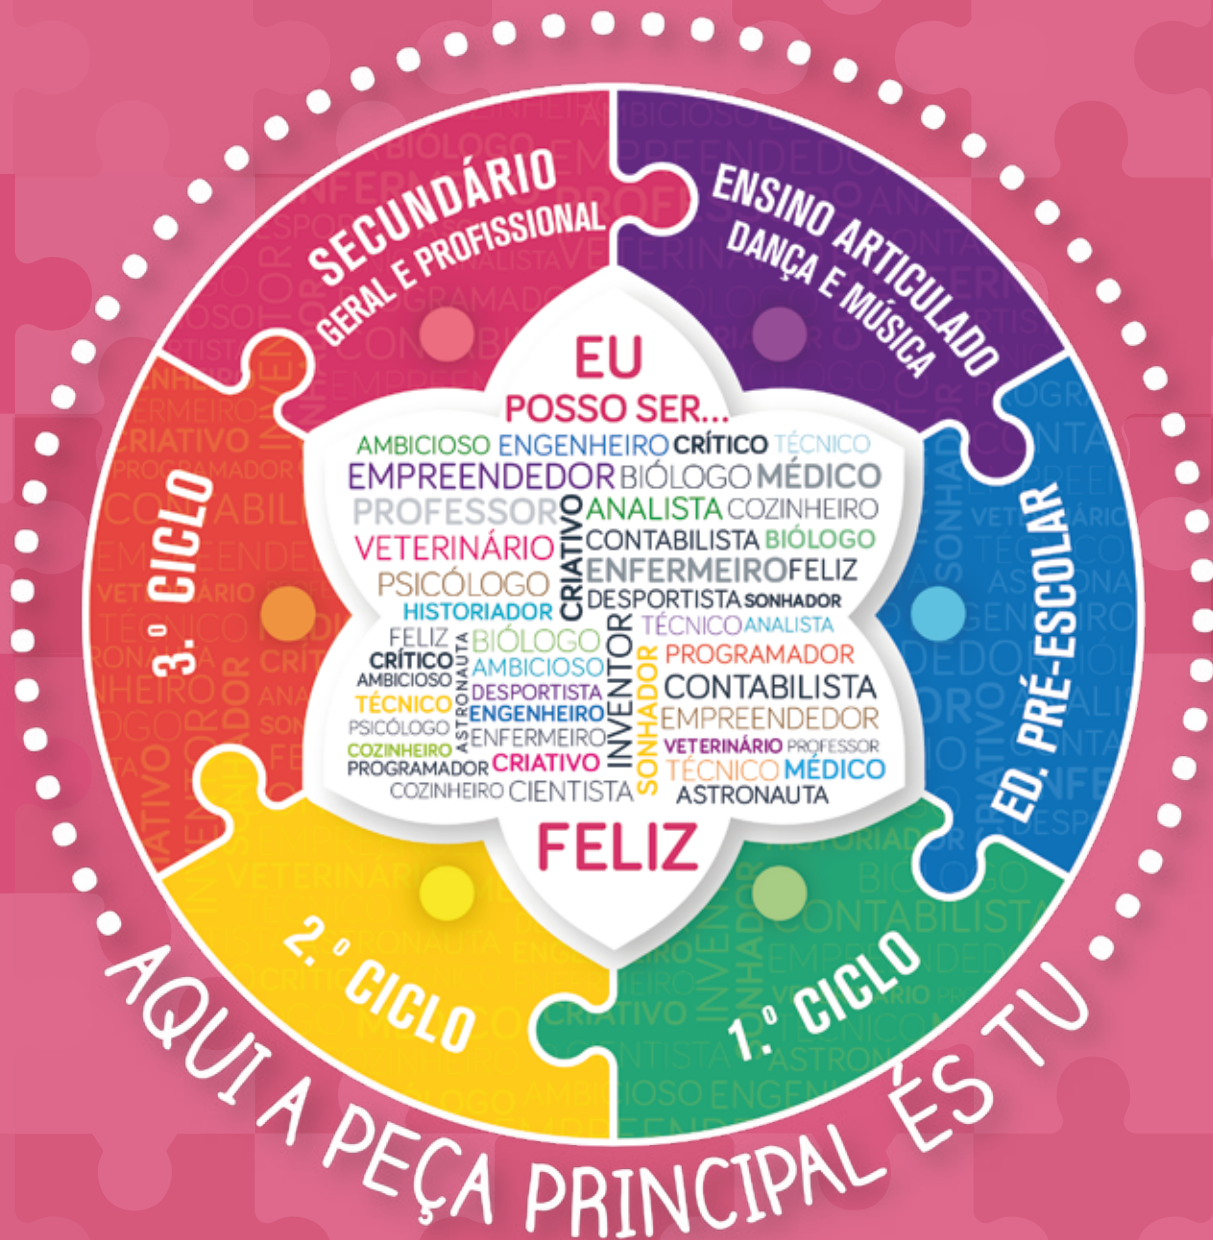 SECUNDÁRIO
GERAL E PROFISSIONAL
ENSINO ARTICULADO
DANÇA E MÚSICA
ED. PRÉ-ESCOLAR
1.º CICLO
2.º CICLO
3.º CICLO
EU
POSSO SER...
AMBICIOSO ENGENHEIRO CRÍTICO TÉCNICO
EMPREENDEDOR BIÓLOGO MÉDICO
PROFESSOR ANALISTA COZINHEIRO
VETERINÁRIO CRIATIVO CONTABILISTA BIÓLOGO
PSICÓLOGO ENFERMEIRO FELIZ
HISTORIADOR DESPORTISTA SONHADOR
FELIZ BIÓLOGO INVENTOR TÉCNICO ANALISTA
CRÍTICO ASTRONAUTA AMBICIOSO SONHADOR PROGRAMADOR
AMBICIOSO DESPORTISTA CONTABILISTA
TÉCNICO ENGENHEIRO EMPREENDEDOR
PSICÓLOGO ENFERMEIRO VETERINÁRIO PROFESSOR
COZINHEIRO CRIATIVO TÉCNICO MÉDICO
PROGRAMADOR
COZINHEIRO CIENTISTA ASTRONAUTA
FELIZ
AQUI A PEÇA PRINCIPAL ÉS TU